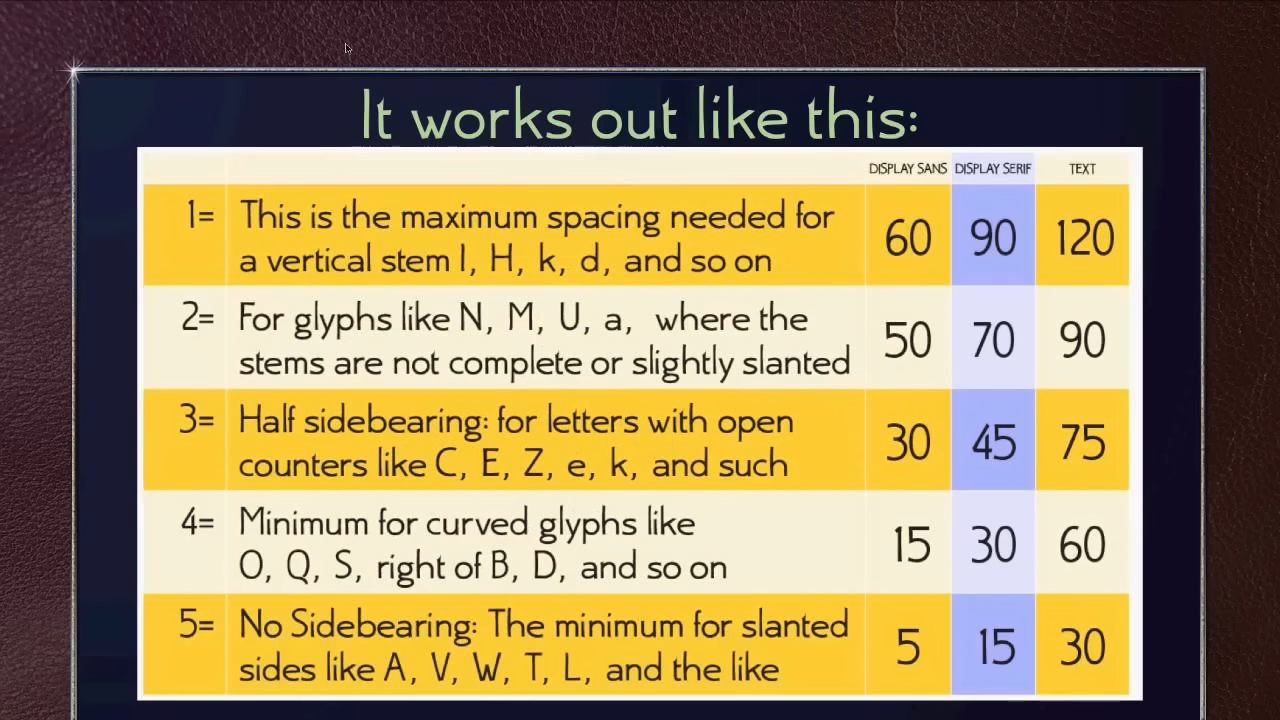 It works out like this:
DISPLAY SANS DISPLAY SERIF TEXT
1= This is the maximum spacing needed for
a vertical stem I, H, k, d, and so on
60 90 120
2= For glyphs like N, M, U, a, where the
stems are not complete or slightly slanted
50 70 90
3= Half sidebearing: for letters with open
counters like C, E, Z, e, k, and such
30 45 75
4= Minimum for curved glyphs like
O, Q, S, right of B, D, and so on
15 30 60
5= No Sidebearing: The minimum for slanted
sides like A, V, W, T, L, and the like
5 15 30